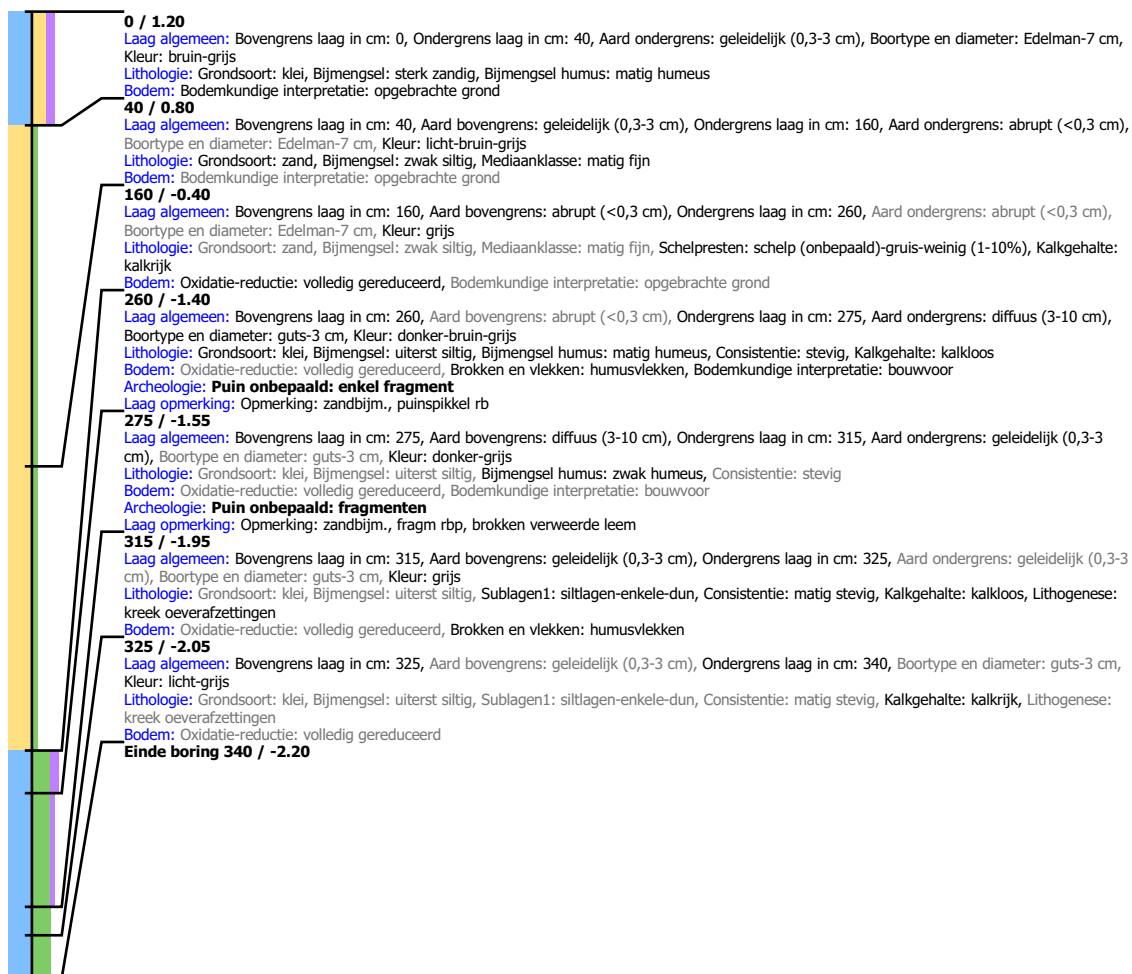 0 / 1.20
Laag algemeen: Bovengrens laag in cm: 0, Ondergrens laag in cm: 40, Aard ondergrens: geleidelijk (0,3-3 cm), Boortype en diameter: Edelman-7 cm,
Kleur: bruin-grijs
Lithologie: Grondsoort: klei, Bijmengsel: sterk zandig, Bijmengsel humus: matig humeus
Bodem: Bodemkundige interpretatie: opgebrachte grond
40 / 0.80
Laag algemeen: Bovengrens laag in cm: 40, Aard bovengrens: geleidelijk (0,3-3 cm), Ondergrens laag in cm: 160, Aard ondergrens: abrupt (<0,3 cm),
Boortype en diameter: Edelman-7 cm, Kleur: licht-bruin-grijs
Lithologie: Grondsoort: zand, Bijmengsel: zwak siltig, Mediaanklasse: matig fijn
Bodem: Bodemkundige interpretatie: opgebrachte grond
160 / -0.40
Laag algemeen: Bovengrens laag in cm: 160, Aard bovengrens: abrupt (<0,3 cm), Ondergrens laag in cm: 260, Aard ondergrens: abrupt (<0,3 cm),
Boortype en diameter: Edelman-7 cm, Kleur: grijs
Lithologie: Grondsoort: zand, Bijmengsel: zwak siltig, Mediaanklasse: matig fijn, Schelpresten: schelp (onbepaald)-gruis-weinig (1-10%), Kalkgehalte:
kalkrijk
Bodem: Oxidatie-reductie: volledig gereduceerd, Bodemkundige interpretatie: opgebrachte grond
260 / -1.40
Laag algemeen: Bovengrens laag in cm: 260, Aard bovengrens: abrupt (<0,3 cm), Ondergrens laag in cm: 275, Aard ondergrens: diffuus (3-10 cm),
Boortype en diameter: guts-3 cm, Kleur: donker-bruin-grijs
Lithologie: Grondsoort: klei, Bijmengsel: uiterst siltig, Bijmengsel humus: matig humeus, Consistentie: stevig, Kalkgehalte: kalkloos
Bodem: Oxidatie-reductie: volledig gereduceerd, Brokken en vlekken: humusvlekken, Bodemkundige interpretatie: bouwvoor
Archeologie: Puin onbepaald: enkel fragment
Laag opmerking: Opmerking: zandbijm., puinspikkel rb
275 / -1.55
Laag algemeen: Bovengrens laag in cm: 275, Aard bovengrens: diffuus (3-10 cm), Ondergrens laag in cm: 315, Aard ondergrens: geleidelijk (0,3-3
cm), Boortype en diameter: guts-3 cm, Kleur: donker-grijs
Lithologie: Grondsoort: klei, Bijmengsel: uiterst siltig, Bijmengsel humus: zwak humeus, Consistentie: stevig
Bodem: Oxidatie-reductie: volledig gereduceerd, Bodemkundige interpretatie: bouwvoor
Archeologie: Puin onbepaald: fragmenten
Laag opmerking: Opmerking: zandbijm., fragm rbp, brokken verweerde leem
315 / -1.95
Laag algemeen: Bovengrens laag in cm: 315, Aard bovengrens: geleidelijk (0,3-3 cm), Ondergrens laag in cm: 325, Aard ondergrens: geleidelijk (0,3-3
cm), Boortype en diameter: guts-3 cm, Kleur: grijs
Lithologie: Grondsoort: klei, Bijmengsel: uiterst siltig, Sublagen1: siltlagen-enkele-dun, Consistentie: matig stevig, Kalkgehalte: kalkloos, Lithogenese:
kreek oeverafzettingen
Bodem: Oxidatie-reductie: volledig gereduceerd, Brokken en vlekken: humusvlekken
325 / -2.05
Laag algemeen: Bovengrens laag in cm: 325, Aard bovengrens: geleidelijk (0,3-3 cm), Ondergrens laag in cm: 340, Boortype en diameter: guts-3 cm,
Kleur: licht-grijs
Lithologie: Grondsoort: klei, Bijmengsel: uiterst siltig, Sublagen1: siltlagen-enkele-dun, Consistentie: matig stevig, Kalkgehalte: kalkrijk, Lithogenese:
kreek oeverafzettingen
Bodem: Oxidatie-reductie: volledig gereduceerd
Einde boring 340 / -2.20